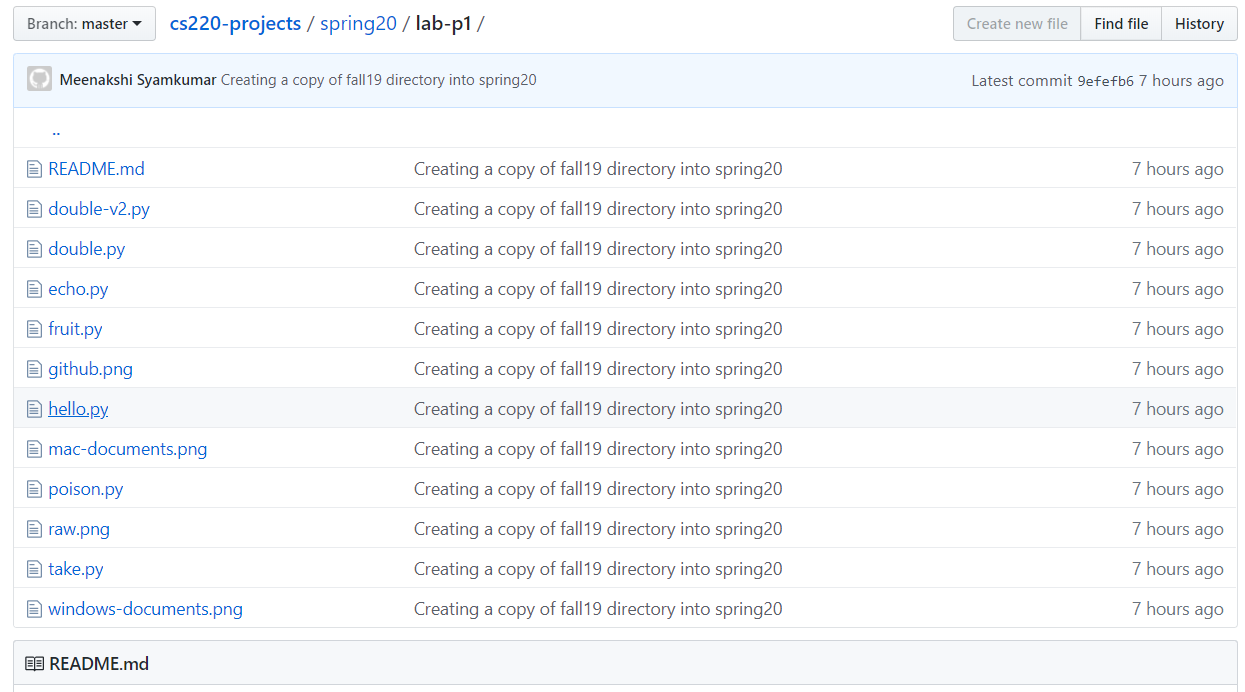 Branch: master cs220-projects / spring20 / lab-p1 / Create new file Find file History
Meenakshi Syamkumar Creating a copy of fall19 directory into spring20 Latest commit 9efefb6 7 hours ago
..
README.md Creating a copy of fall19 directory into spring20 7 hours ago
double-v2.py Creating a copy of fall19 directory into spring20 7 hours ago
double.py Creating a copy of fall19 directory into spring20 7 hours ago
echo.py Creating a copy of fall19 directory into spring20 7 hours ago
fruit.py Creating a copy of fall19 directory into spring20 7 hours ago
github.png Creating a copy of fall19 directory into spring20 7 hours ago
hello.py Creating a copy of fall19 directory into spring20 7 hours ago
mac-documents.png Creating a copy of fall19 directory into spring20 7 hours ago
poison.py Creating a copy of fall19 directory into spring20 7 hours ago
raw.png Creating a copy of fall19 directory into spring20 7 hours ago
take.py Creating a copy of fall19 directory into spring20 7 hours ago
windows-documents.png Creating a copy of fall19 directory into spring20 7 hours ago
README.md